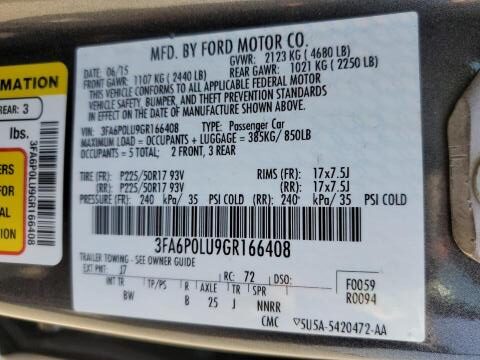 MFD. BY FORD MOTOR CO.
DATE: 06/15 GVWR: 2123 KG ( 4680 LB)
FRONT GAWR: 1107 KG ( 2440 LB) REAR GAWR: 1021 KG ( 2250 LB)
THIS VEHICLE CONFORMS TO ALL APPLICABLE FEDERAL MOTOR
VEHICLE SAFETY, BUMPER, AND THEFT PREVENTION STANDARDS
IN EFFECT ON THE DATE OF MANUFACTURE SHOWN ABOVE.
VIN: 3FA6P0LU9GR166408 TYPE: Passenger Car
MAXIMUM LOAD = OCCUPANTS + LUGGAGE = 385KG / 850LB
OCCUPANTS = 5 TOTAL: 2 FRONT, 3 REAR
TIRE (FR): P225/50R17 93V RIMS (FR): 17x7.5J
(RR): P225/50R17 93V (RR): 17x7.5J
PRESSURE (FR): 240 kPa/ 35 PSI COLD (RR): 240 kPa/ 35 PSI COLD
3FA6P0LU9GR166408
TRAILER TOWING - SEE OWNER GUIDE
EXT PNT: J7 RC: 72 DSO: F0059
INT TR TP/PS R AXLE TR SPR R0094
BW B 25 J NNRR
CMC ▽5U5A-5420472-AA
RMATION
REAR: 3
lbs.
3FA6P0LU9GR166408
ERS
FOR